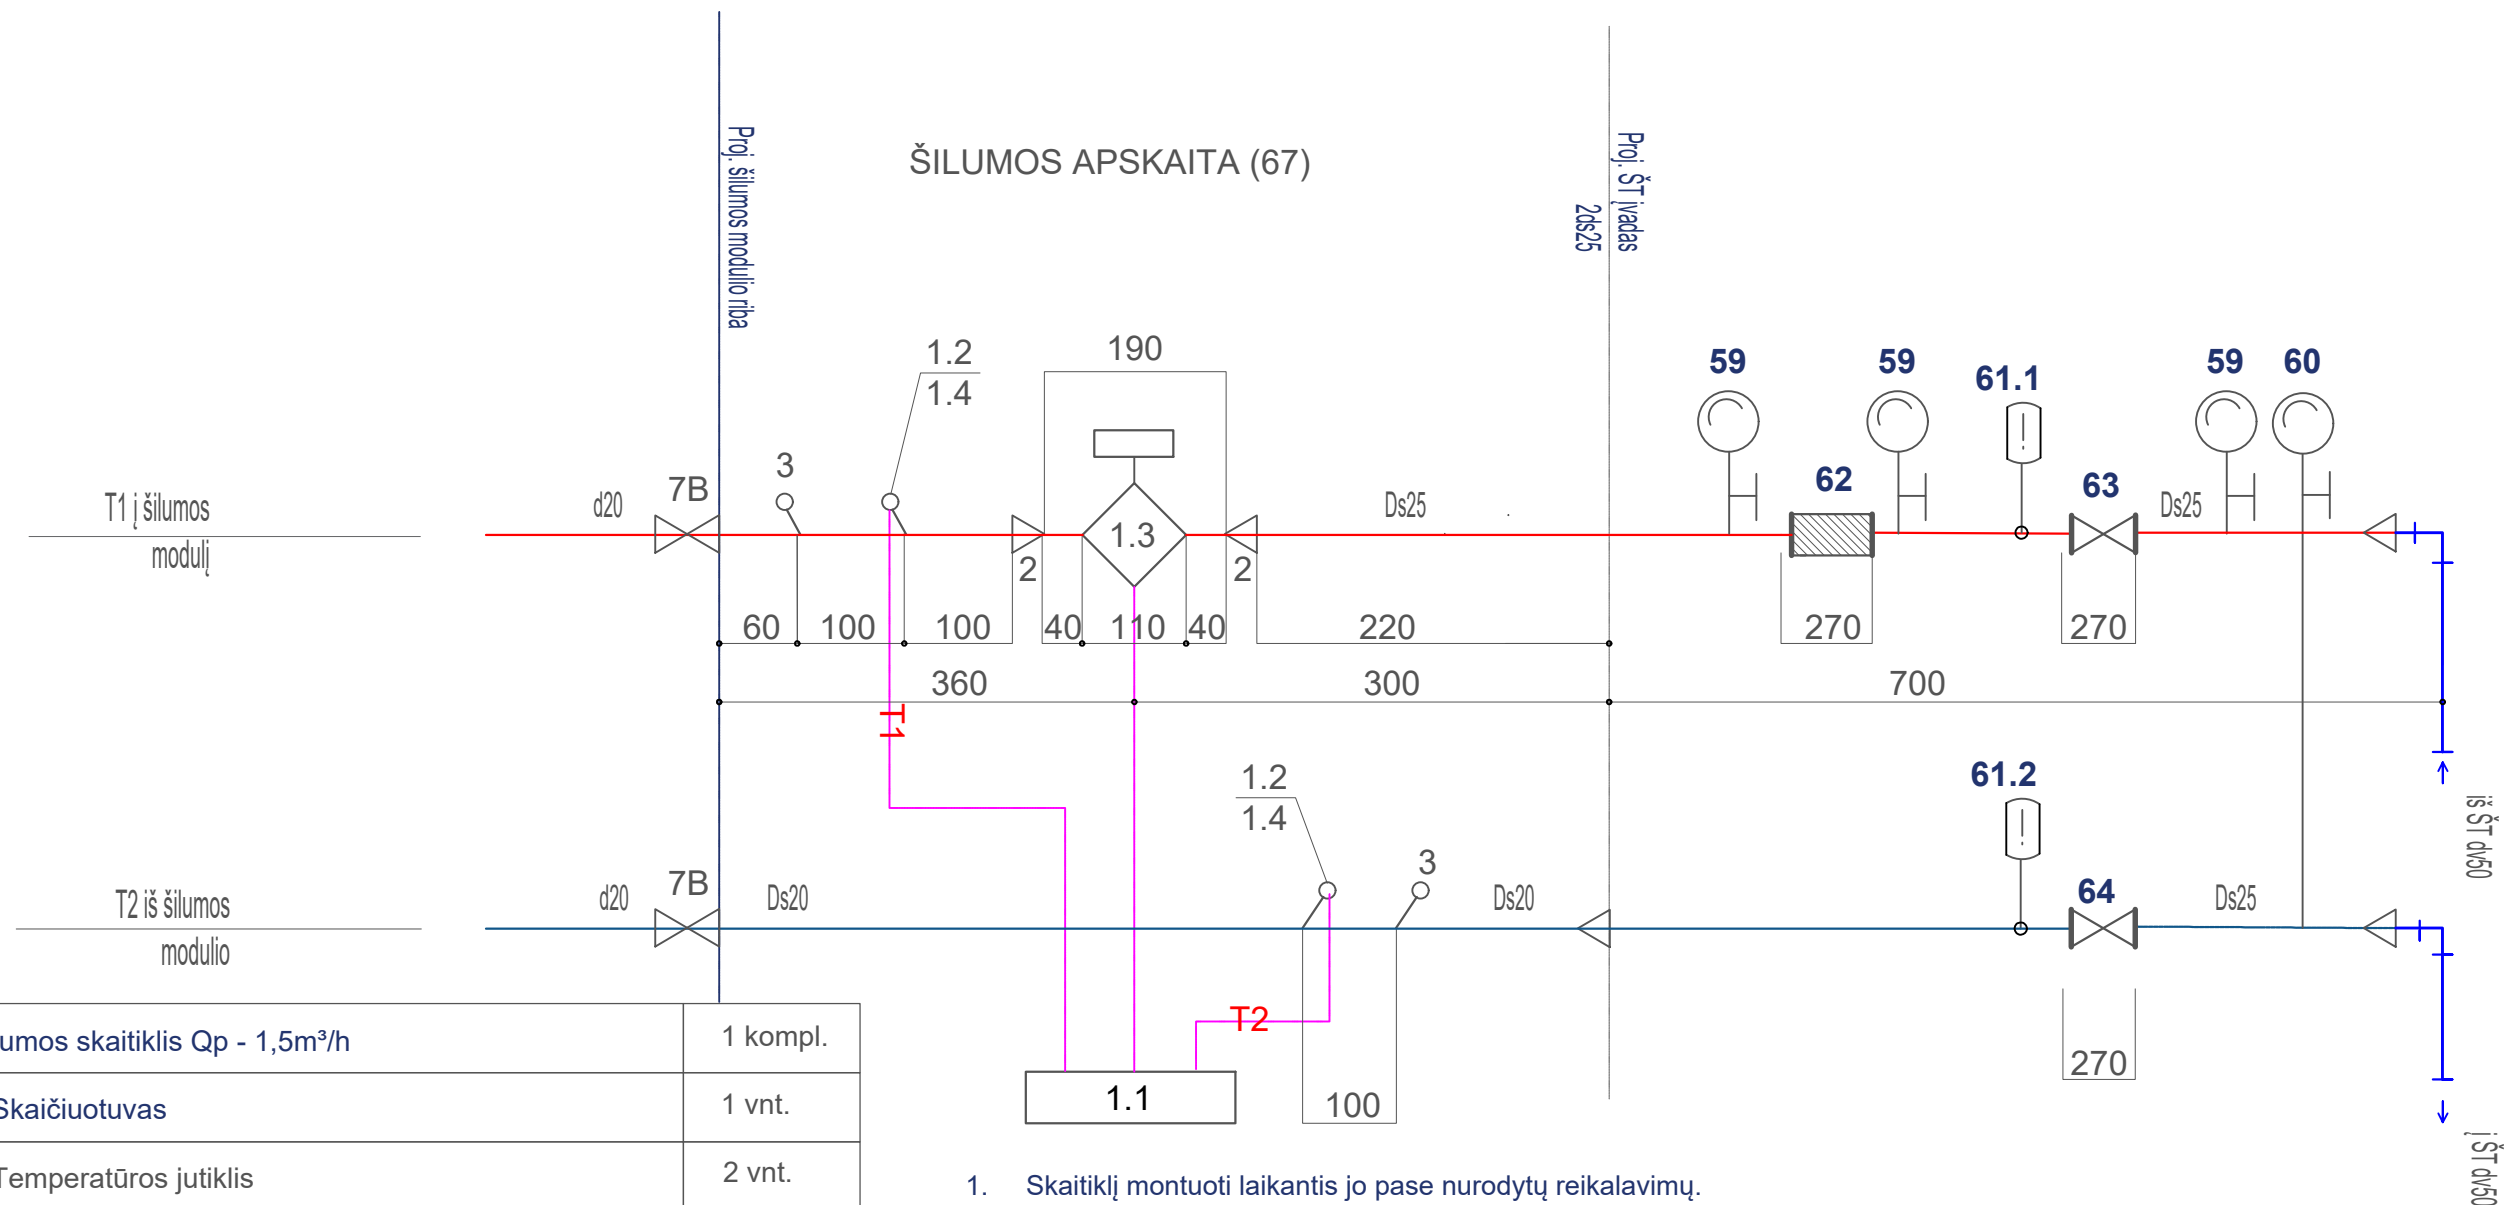 ŠILUMOS APSKAITA (67)
Proj. šilumos modulio riba
Proj. ŠT įvadas
2ds25
1.2
1.4
190
59
59
61.1
59
60
T1 į šilumos
modulį
d20
7B
3
1.3
2
2
Ds25
62
63
Ds25
60
100
100
40
110
40
220
270
270
360
300
700
T1
iš ŠT dv50
T2 iš šilumos
modulio
d20
7B
Ds20
1.2
1.4
3
Ds20
61.2
64
Ds25
T2
1.1
100
270
į ŠT dv50
umos skaitiklis Qp - 1,5m³/h
1 kompl.
Skaičiuotuvas
1 vnt.
Temperatūros jutiklis
2 vnt.
1. Skaitiklį montuoti laikantis jo pase nurodytų reikalavimų.